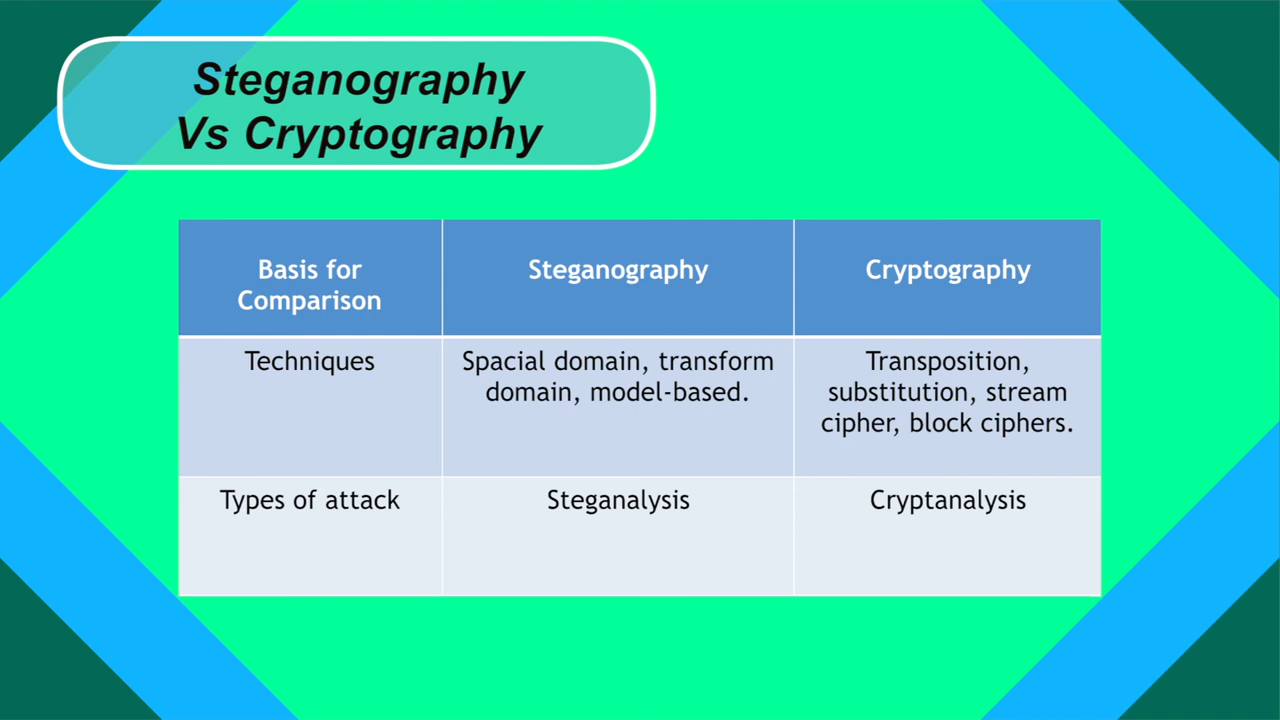 Steganography
Vs Cryptography
Basis for
Comparison
Steganography
Cryptography
Techniques
Spacial domain, transform
domain, model-based.
Transposition,
substitution, stream
cipher, block ciphers.
Types of attack
Steganalysis
Cryptanalysis